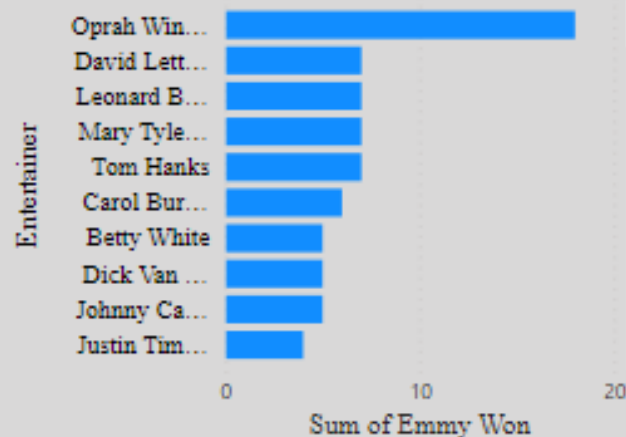 Oprah Win...
David Lett...
Leonard B...
Mary Tyle...
Tom Hanks
Carol Bur...
Betty White
Dick Van ...
Johnny Ca...
Justin Tim...
Entertainer
0 10 20
Sum of Emmy Won